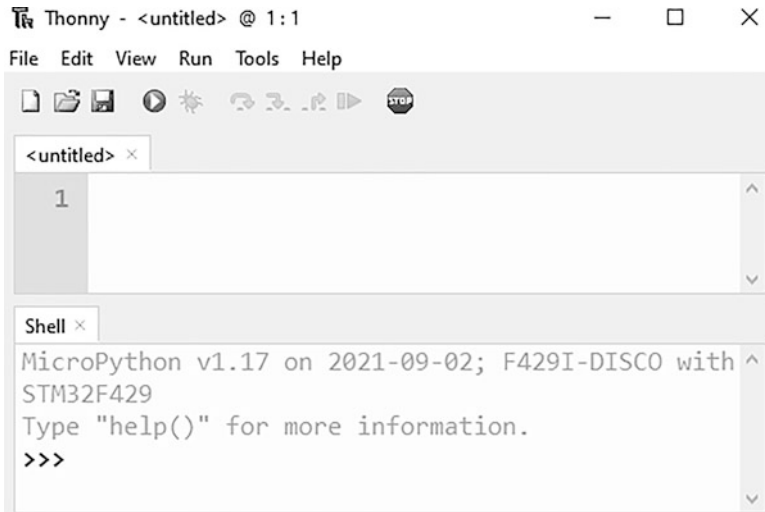 Thonny - <untitled> @ 1:1
File Edit View Run Tools Help
STOP
<untitled> ×
1
Shell ×
MicroPython v1.17 on 2021-09-02; F429I-DISCO with
STM32F429
Type "help()" for more information.
>>>